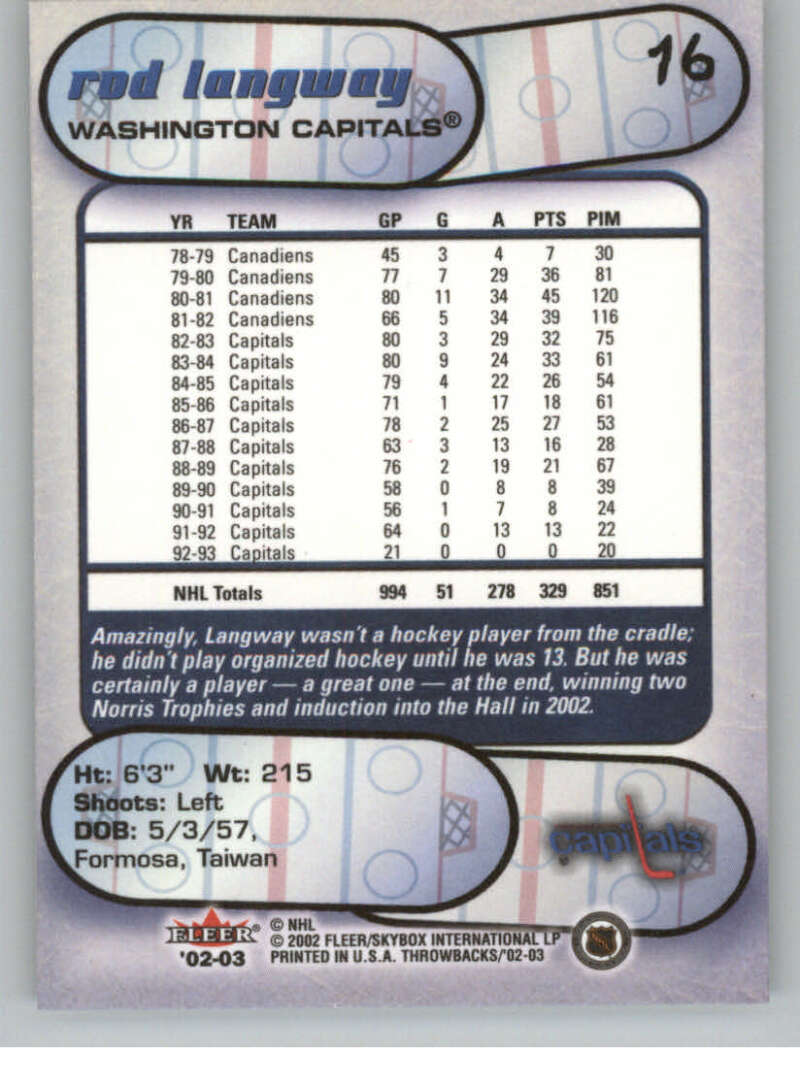 rod langway
WASHINGTON CAPITALS®
16
YR TEAM GP G A PTS PIM
78-79 Canadiens 45 3 4 7 30
79-80 Canadiens 77 7 29 36 81
80-81 Canadiens 80 11 34 45 120
81-82 Canadiens 66 5 34 39 116
82-83 Capitals 80 3 29 32 75
83-84 Capitals 80 9 24 33 61
84-85 Capitals 79 4 22 26 54
85-86 Capitals 71 1 17 18 61
86-87 Capitals 78 2 25 27 53
87-88 Capitals 63 3 13 16 28
88-89 Capitals 76 2 19 21 67
89-90 Capitals 58 0 8 8 39
90-91 Capitals 56 1 7 8 24
91-92 Capitals 64 0 13 13 22
92-93 Capitals 21 0 0 0 20
NHL Totals 994 51 278 329 851
Amazingly, Langway wasn't a hockey player from the cradle;
he didn't play organized hockey until he was 13. But he was
certainly a player — a great one — at the end, winning two
Norris Trophies and induction into the Hall in 2002.
Ht: 6'3" Wt: 215
Shoots: Left
DOB: 5/3/57,
Formosa, Taiwan
capitals
FLEER®
'02-03
© NHL
© 2002 FLEER/SKYBOX INTERNATIONAL LP
PRINTED IN U.S.A. THROWBACKS/'02-03
NHL